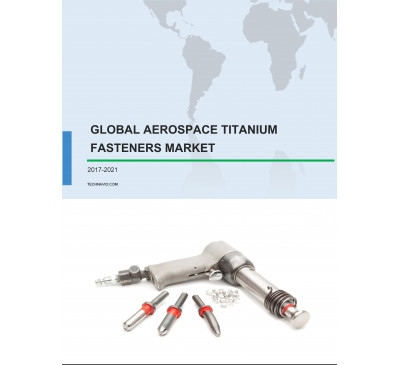 GLOBAL AEROSPACE TITANIUM
FASTENERS MARKET
2017-2021
TECHNAVIO.COM